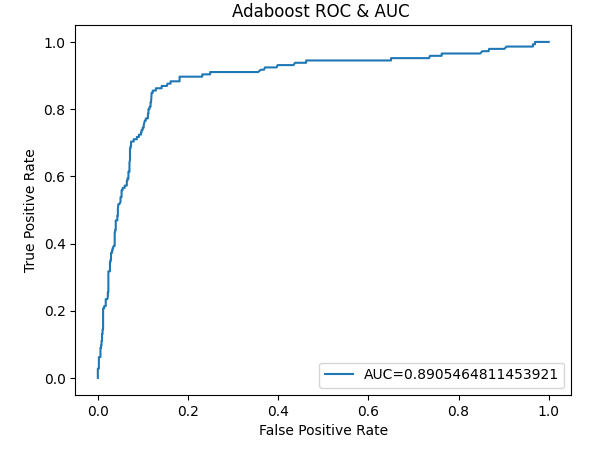 Adaboost ROC & AUC
True Positive Rate
1.0
0.8
0.6
0.4
0.2
0.0
AUC=0.8905464811453921
0.0 0.2 0.4 0.6 0.8 1.0
False Positive Rate